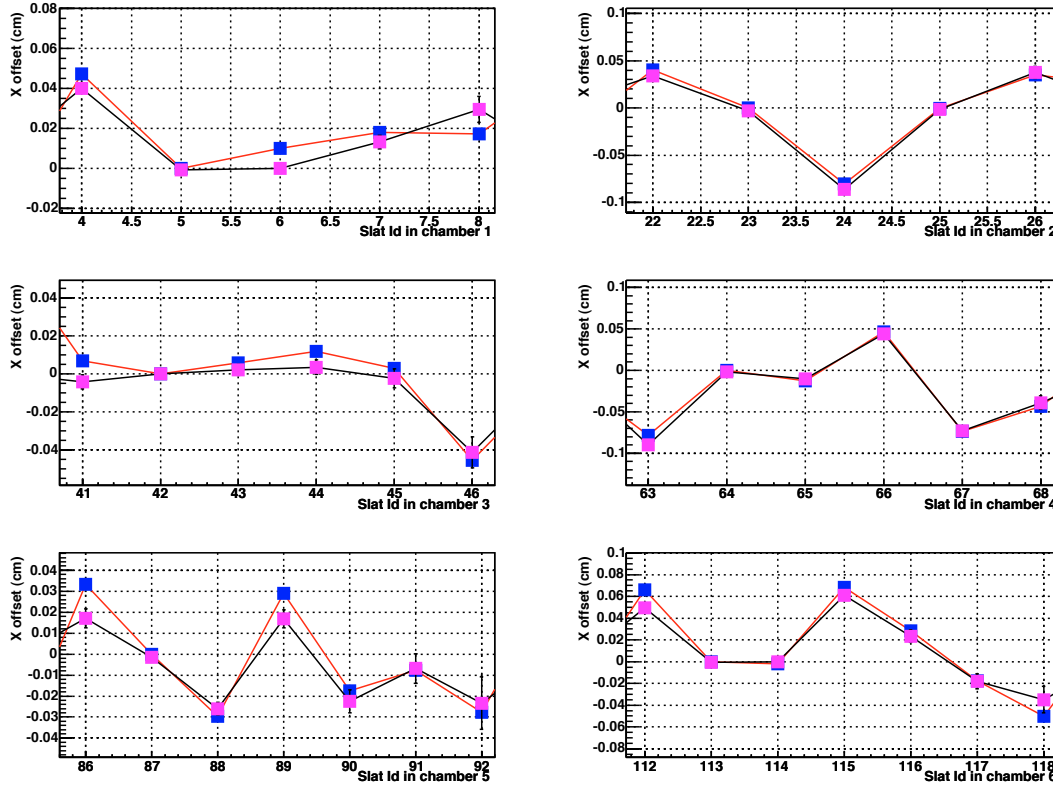 X offset (cm)
0.08
0.06
0.04
0.02
0
-0.02
4 4.5 5 5.5 6 6.5 7 7.5 8
Slat Id in chamber 1
X offset (cm)
0.1
0.05
0
-0.05
-0.1
22 22.5 23 23.5 24 24.5 25 25.5 26
Slat Id in chamber 2
X offset (cm)
0.04
0.02
0
-0.02
-0.04
41 42 43 44 45 46
Slat Id in chamber 3
X offset (cm)
0.1
0.05
0
-0.05
-0.1
63 64 65 66 67 68
Slat Id in chamber 4
X offset (cm)
0.04
0.03
0.02
0.01
0
-0.01
-0.02
-0.03
-0.04
86 87 88 89 90 91 92
Slat Id in chamber 5
X offset (cm)
0.1
0.08
0.06
0.04
0.02
0
-0.02
-0.04
-0.06
-0.08
112 113 114 115 116 117 118
Slat Id in chamber 6